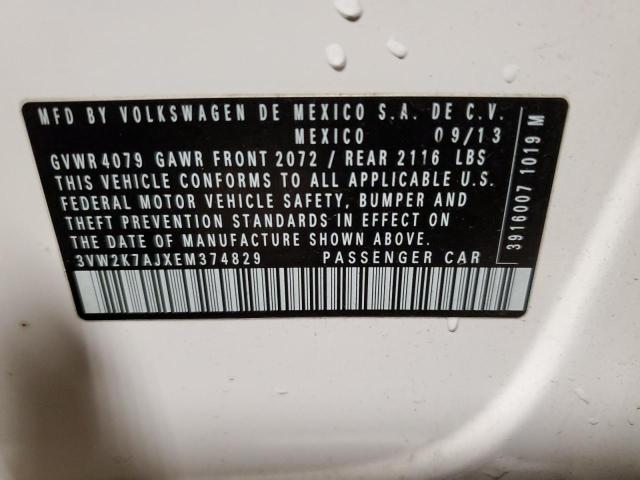 MFD BY VOLKSWAGEN DE MEXICO S.A. DE C.V.
MEXICO 09/13
GVWR 4079 GAWR FRONT 2072 / REAR 2116 LBS
THIS VEHICLE CONFORMS TO ALL APPLICABLE U.S.
FEDERAL MOTOR VEHICLE SAFETY, BUMPER AND
THEFT PREVENTION STANDARDS IN EFFECT ON
THE DATE OF MANUFACTURE SHOWN ABOVE.
3VW2K7AJXEM374829 PASSENGER CAR
3916007 1019 M